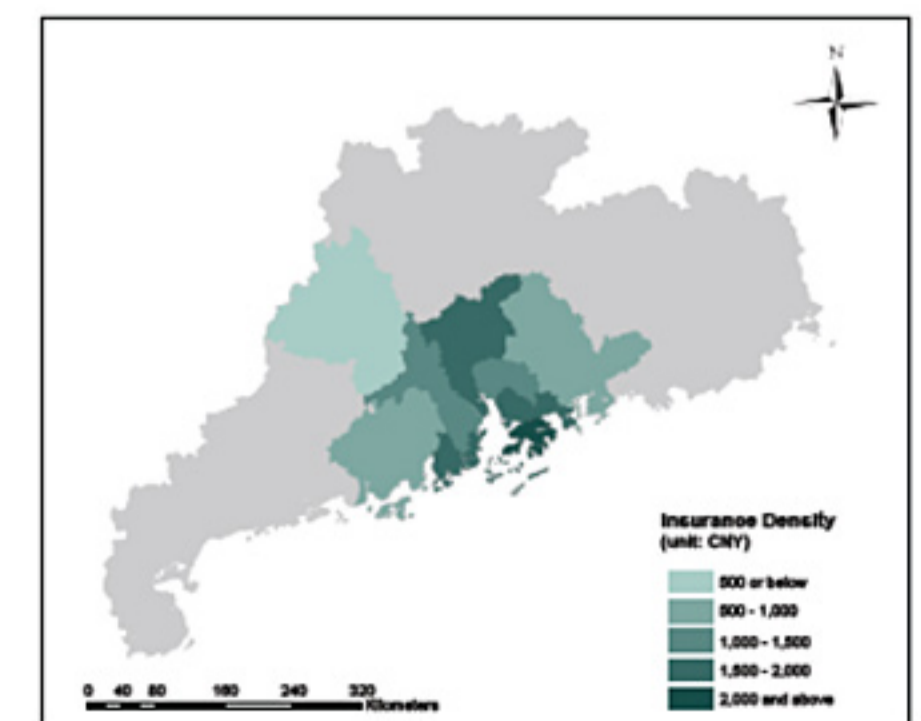 N
Insurance Density
(unit: CNY)
500 or below
500 - 1,000
1,000 - 1,500
1,500 - 2,000
2,000 and above
0 40 80 160 240 320
Kilometers